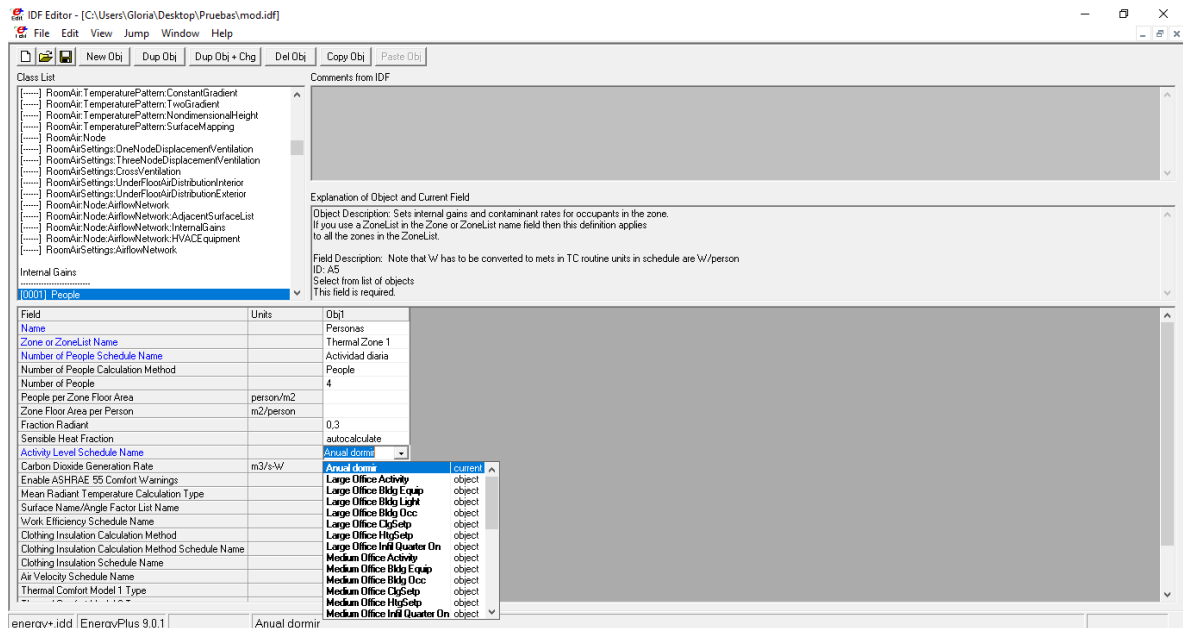 IDF Editor - [C:\Users\Gloria\Desktop\Pruebas\mod.idf]
File Edit View Jump Window Help
New Obj Dup Obj Dup Obj + Chg Del Obj Copy Obj Paste Obj
Class List
[------] RoomAir:TemperaturePattern:ConstantGradient
[------] RoomAir:TemperaturePattern:TwoGradient
[------] RoomAir:TemperaturePattern:NondimensionalHeight
[------] RoomAir:TemperaturePattern:SurfaceMapping
[------] RoomAir:Node
[------] RoomAirSettings:OneNodeDisplacementVentilation
[------] RoomAirSettings:ThreeNodeDisplacementVentilation
[------] RoomAirSettings:CrossVentilation
[------] RoomAirSettings:UnderFloorAirDistributionInterior
[------] RoomAirSettings:UnderFloorAirDistributionExterior
[------] RoomAir:Node:AirflowNetwork
[------] RoomAir:Node:AirflowNetwork:AdjacentSurfaceList
[------] RoomAir:Node:AirflowNetwork:InternalGains
[------] RoomAir:Node:AirflowNetwork:HVACEquipment
[------] RoomAirSettings:AirflowNetwork
Internal Gains
--------------------------
[0001] People
Comments from IDF
Explanation of Object and Current Field
Object Description: Sets internal gains and contaminant rates for occupants in the zone.
If you use a ZoneList in the Zone or ZoneList name field then this definition applies
to all the zones in the ZoneList.
Field Description: Note that W has to be converted to mets in TC routine units in schedule are W/person
ID: A5
Select from list of objects
This field is required.
Field Units Obj1
Name Personas
Zone or ZoneList Name Thermal Zone 1
Number of People Schedule Name Actividad diaria
Number of People Calculation Method People
Number of People 4
People per Zone Floor Area person/m2
Zone Floor Area per Person m2/person
Fraction Radiant 0,3
Sensible Heat Fraction autocalculate
Activity Level Schedule Name Anual dormir
Carbon Dioxide Generation Rate m3/s-W
Enable ASHRAE 55 Comfort Warnings
Mean Radiant Temperature Calculation Type
Surface Name/Angle Factor List Name
Work Efficiency Schedule Name
Clothing Insulation Calculation Method
Clothing Insulation Calculation Method Schedule Name
Clothing Insulation Schedule Name
Air Velocity Schedule Name
Thermal Comfort Model 1 Type
Anual dormir current
Large Office Activity object
Large Office Bldg Equip object
Large Office Bldg Light object
Large Office Bldg Occ object
Large Office ClgSetp object
Large Office HtgSetp object
Large Office Infil Quarter On object
Medium Office Activity object
Medium Office Bldg Equip object
Medium Office Bldg Occ object
Medium Office ClgSetp object
Medium Office HtgSetp object
Medium Office Infil Quarter On object
energy+.idd EnergyPlus 9.0.1 Anual dormir